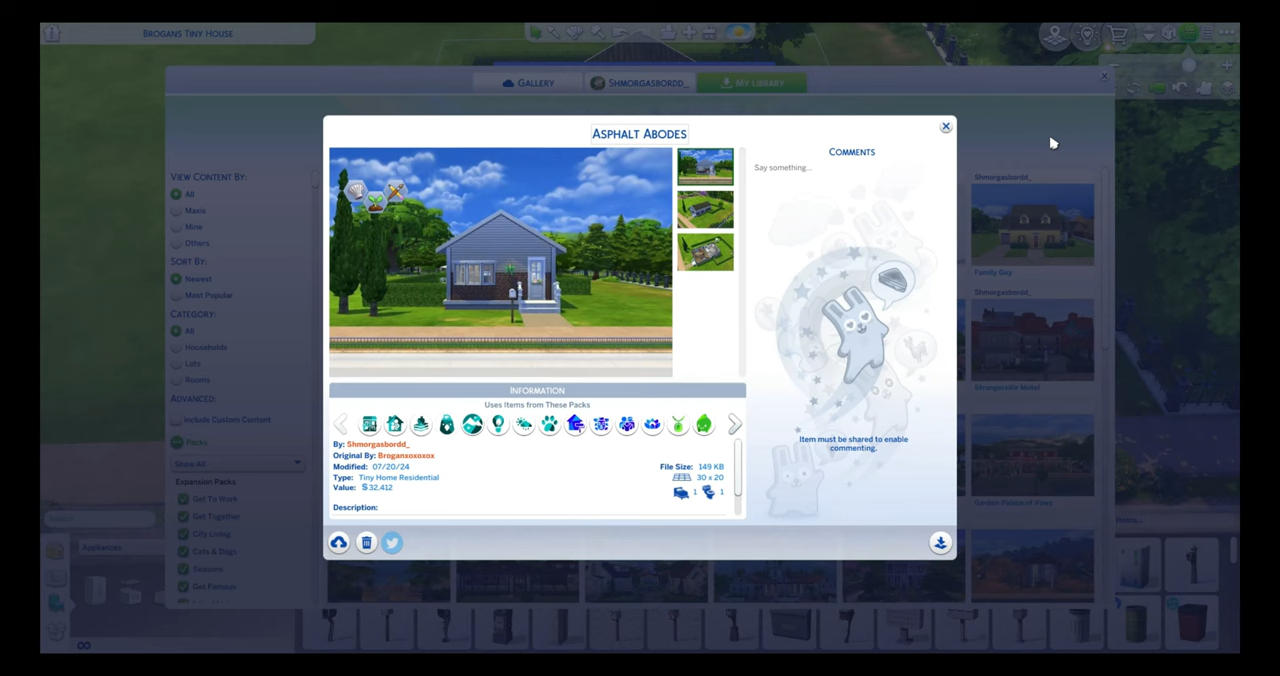 BROGANS TINY HOUSE
GALLERY
SHMORGASBORDD_
MY LIBRARY
ASPHALT ABODES
COMMENTS
Say something...
VIEW CONTENT BY:
All
Maxis
Mine
Others
SORT BY:
Newest
Most Popular
CATEGORY:
All
Households
Lots
Rooms
ADVANCED:
Include Custom Content
Packs
Show All
Expansion Packs
Get To Work
Get Together
City Living
Cats & Dogs
Seasons
Get Famous
INFORMATION
Uses Items from These Packs
By: Shmorgasbordd_
Original By: Broganxoxoxox
Modified: 07/20/24
Type: Tiny Home Residential
Value: §32,412
File Size: 149 KB
30 x 20
1 1
Description:
Item must be shared to enable
commenting.
Shmorgasbordd_
Family Guy
Shmorgasbordd_
Strangerville Motel
Garden Palace of Vows
Search
Appliances